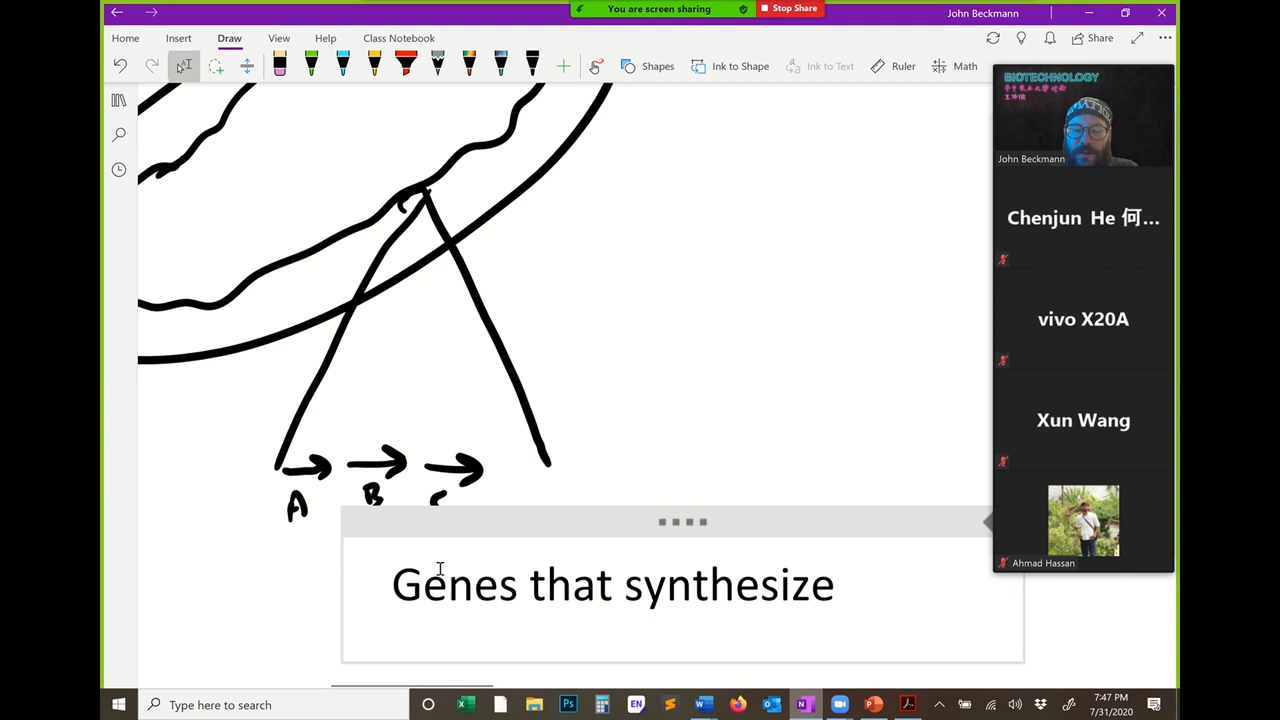 You are screen sharing
Stop Share
John Beckmann
Home Insert Draw View Help Class Notebook
Share
Shapes Ink to Shape Ink to Text Ruler Math
BIOTECHNOLOGY
John Beckmann
Chenjun He 何...
vivo X20A
Xun Wang
Ahmad Hassan
A B C
Genes that synthesize
Type here to search
EN
7:47 PM
7/31/2020